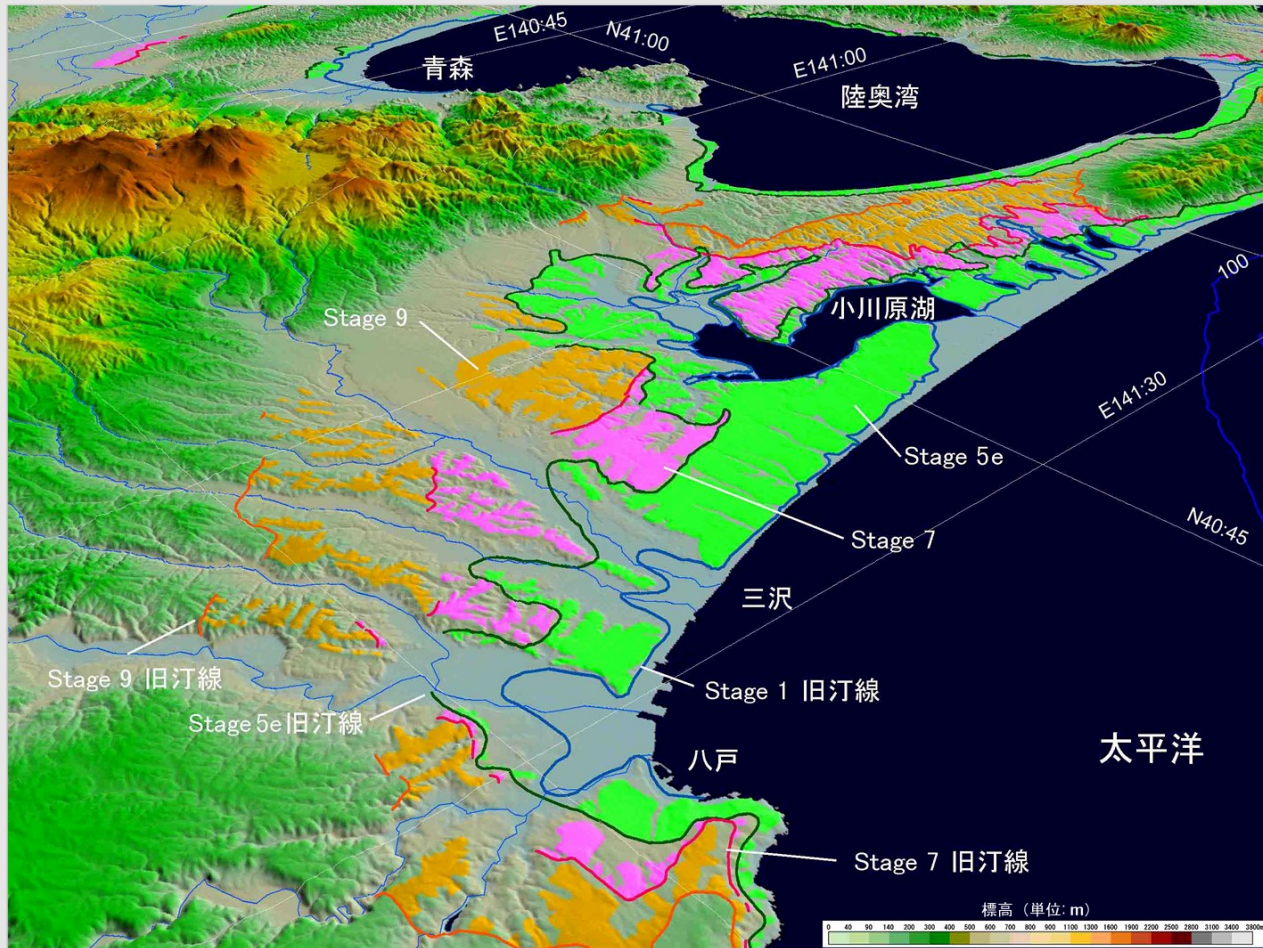 E140:45
N41:00
青森
E141:00
陸奥湾
100
小川原湖
Stage 9
E141:30
Stage 5e
N40:45
Stage 7
三沢
Stage 9 旧汀線
Stage 1 旧汀線
Stage 5e旧汀線
太平洋
八戸
Stage 7 旧汀線
標高 (単位: m)
0 40 90 140 200 300 400 500 600 700 800 900 1100 1300 1600 1900 2200 2500 2800 3100 3400 3800m